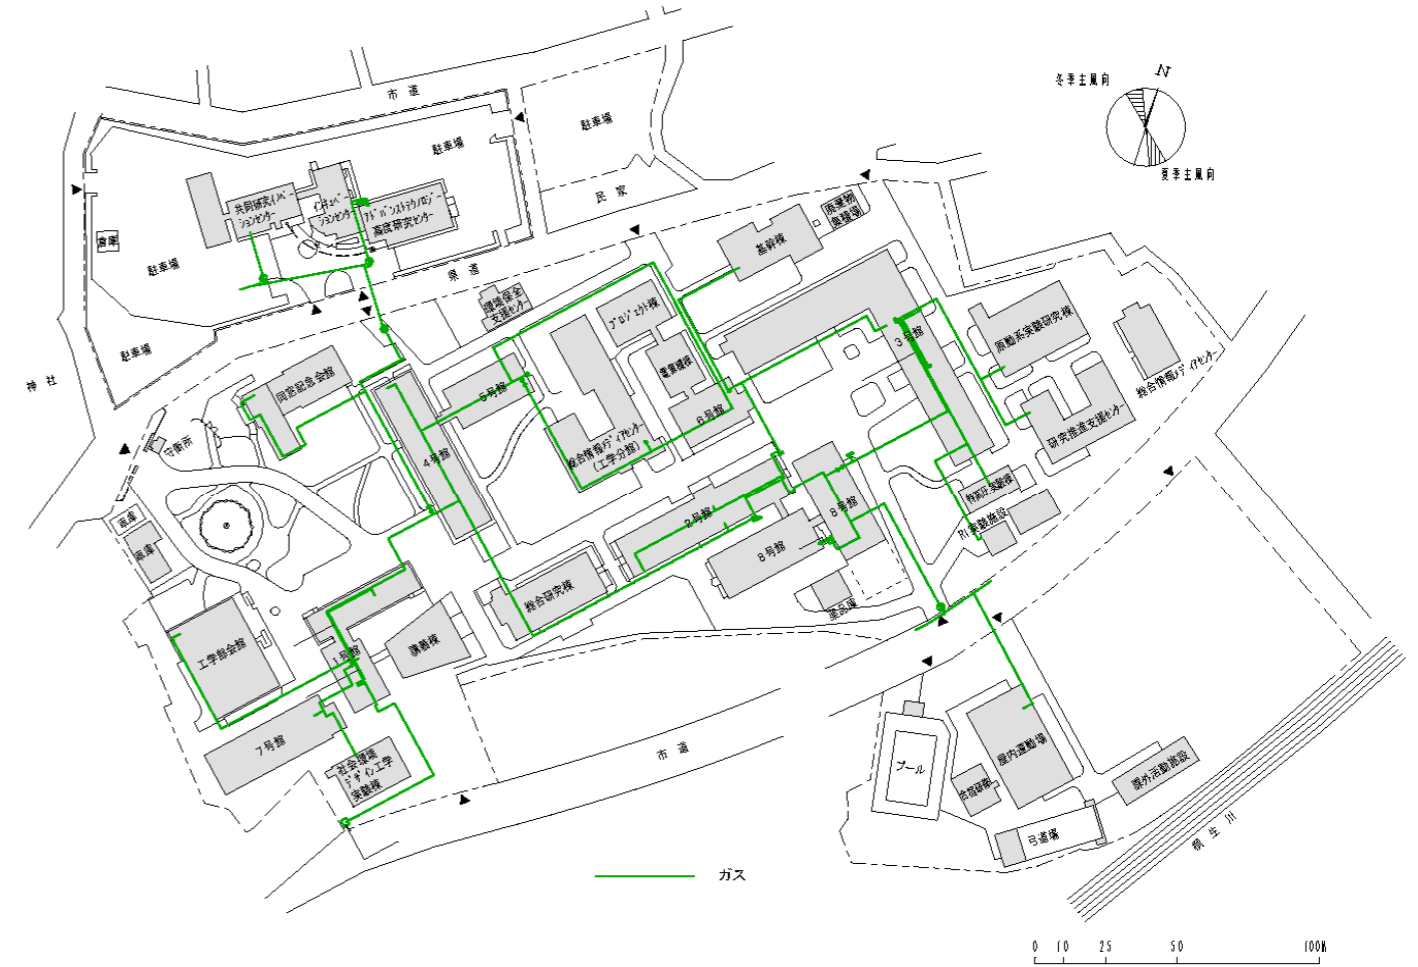 冬季主風向
N
夏季主風向
市 道
駐車場
駐車場
共同研究イノベー
ションセンター
インキュベー
ションセンター
アドバンストテクノロジー
高度研究センター
倉庫
駐車場
駐車場
民 家
県 道
廃棄物
集積場
基幹棟
環境保全
支援センター
プロジェクト棟
電気機棟
3号館
原動系実験研究棟
総合情報メディアセンター
研究推進支援センター
神 社
同窓記念会館
守衛所
5号館
6号館
4号館
総合情報メディアセンター
(工学分館)
2号館
8号館
8号館
特高圧実験棟
RI実験施設
薬品庫
倉庫
倉庫
総合研究棟
工学部会館
1号館
講義棟
7号館
社会環境
デザイン工学
実験棟
市 道
プール
屋内運動場
合宿研修
弓道場
課外活動施設
桐 生 川
ガス
0 10 25 50 100M